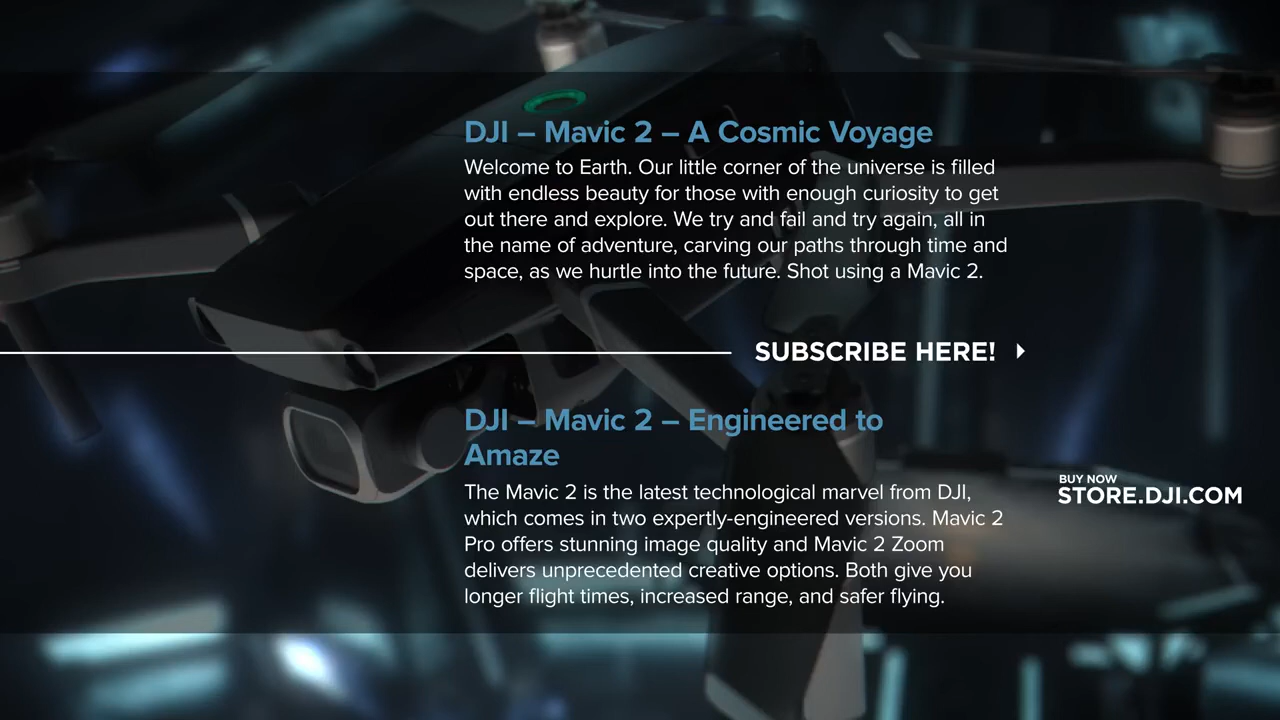 DJI – Mavic 2 – A Cosmic Voyage
Welcome to Earth. Our little corner of the universe is filled
with endless beauty for those with enough curiosity to get
out there and explore. We try and fail and try again, all in
the name of adventure, carving our paths through time and
space, as we hurtle into the future. Shot using a Mavic 2.
SUBSCRIBE HERE!
DJI – Mavic 2 – Engineered to
Amaze
The Mavic 2 is the latest technological marvel from DJI,
which comes in two expertly-engineered versions. Mavic 2
Pro offers stunning image quality and Mavic 2 Zoom
delivers unprecedented creative options. Both give you
longer flight times, increased range, and safer flying.
BUY NOW
STORE.DJI.COM